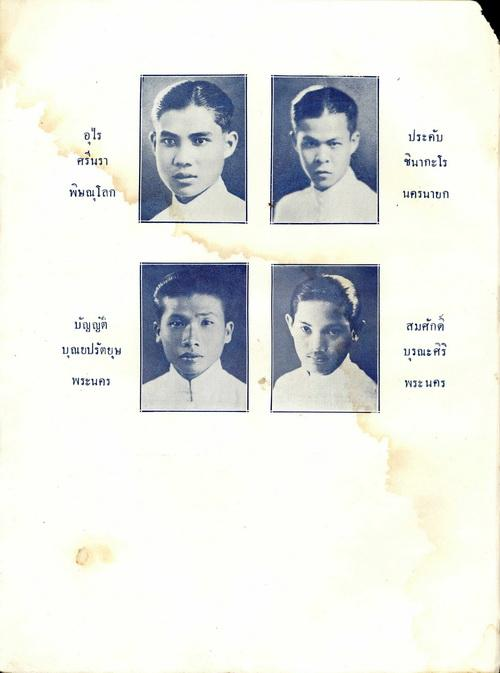 อุไร
ศรีนรา
พิษณุโลก
ประคับ
ชินากะโร
นครนายก
บัญญัติ
บุณยปรัตยุษ
พระนคร
สมศักดิ์
บุรณะศิริ
พระนคร